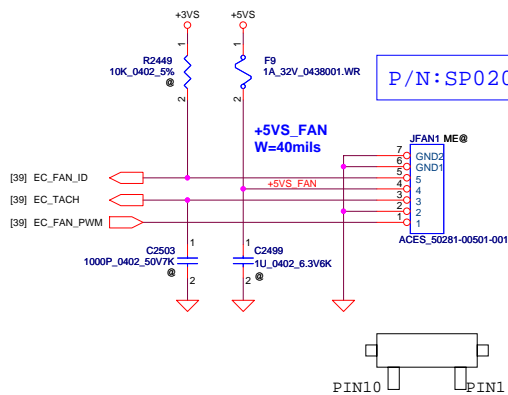 +3VS
+5VS
1
1
R2449
10K_0402_5%
@
F9
1A_32V_0438001.WR
2
2
P/N:SP020
+5VS_FAN
W=40mils
JFAN1 ME@
7 GND2
6 GND1
5 5
4 4
3 3
2 2
1 1
ACES_50281-00501-001
[39] EC_FAN_ID
+5VS_FAN
[39] EC_TACH
[39] EC_FAN_PWM
1
1
C2503
1000P_0402_50V7K
@
C2499
1U_0402_6.3V6K
@
2
2
PIN10
PIN1